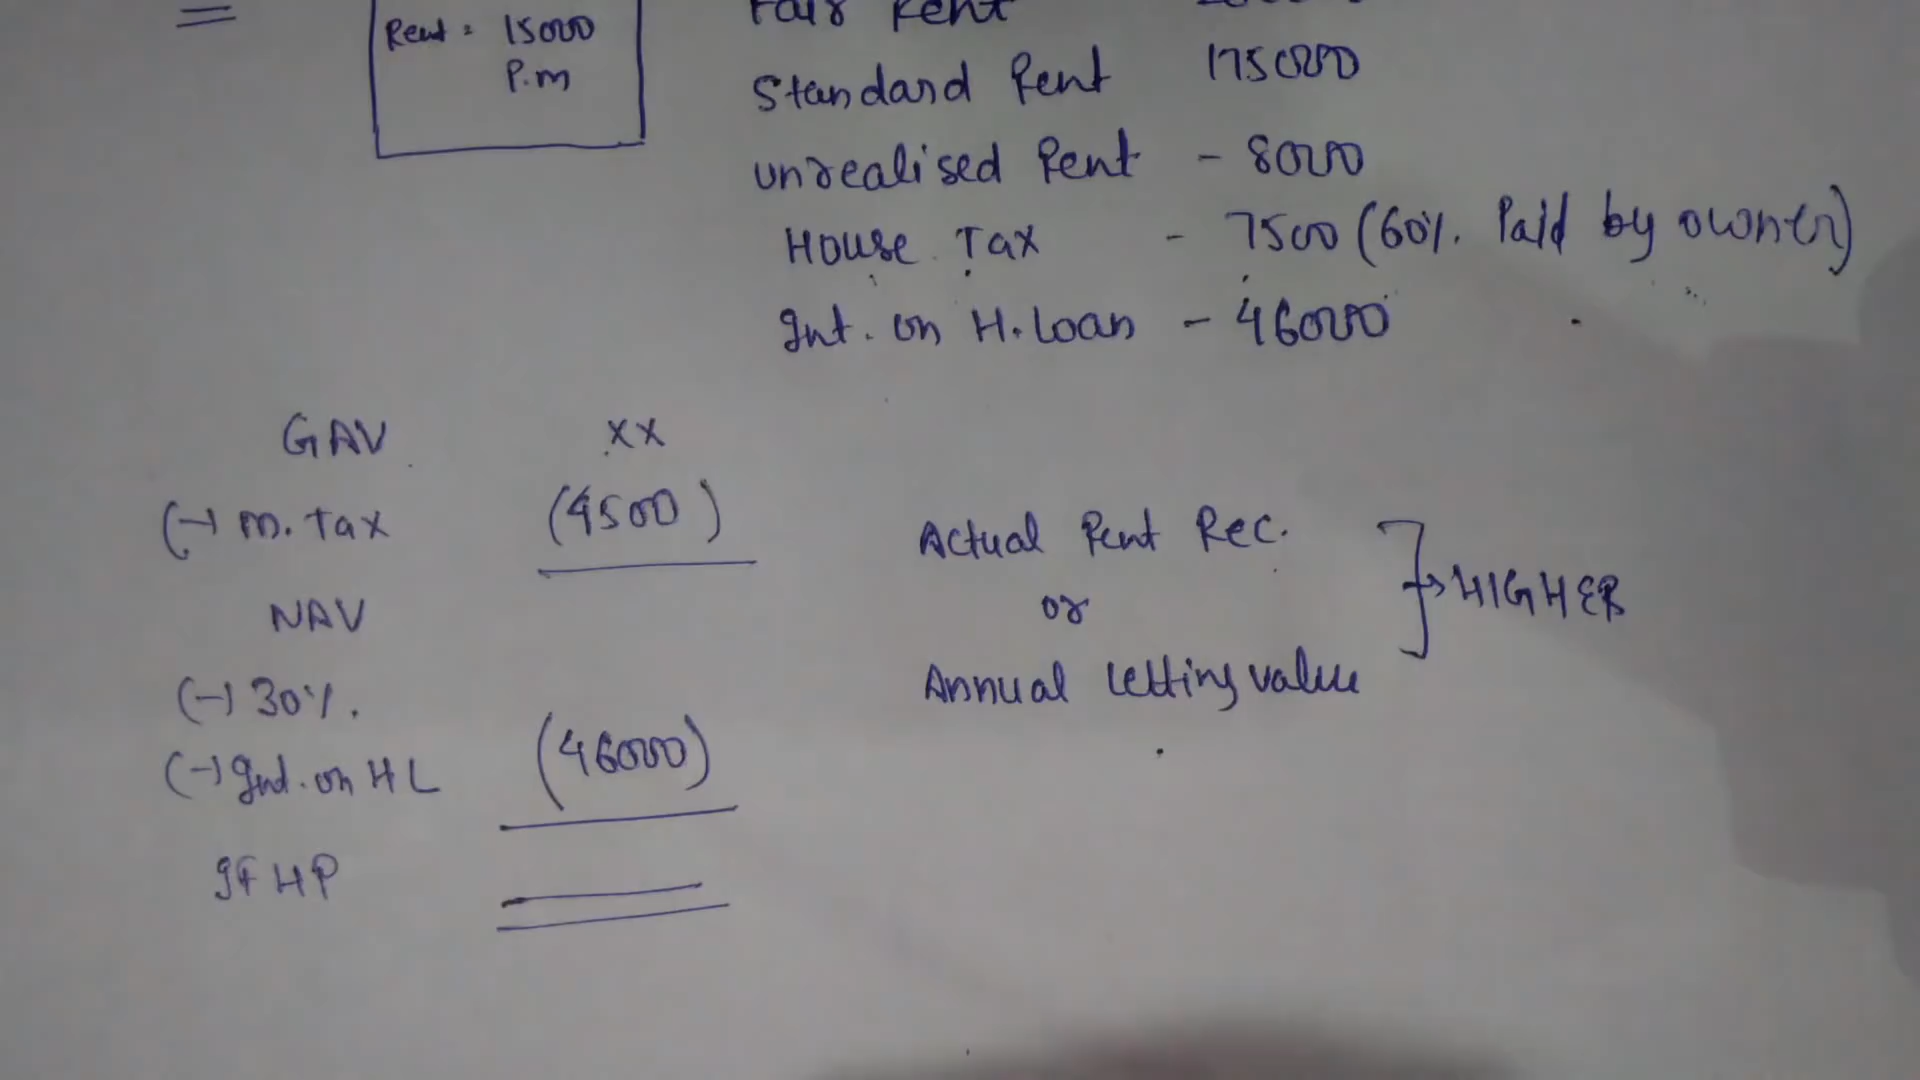 Rent = 15000
P.m
Fair Rent
Standard Rent 175000
unrealised Rent - 8000
House Tax - 7500 (60%. Paid by owner)
Int. on H. Loan - 46000
GAV xx
(-) m. Tax (4500)
NAV
(-) 30%.
(-) Int. on HL (46000)
IFHP
Actual Rent Rec.
or
Annual letting value
HIGHER